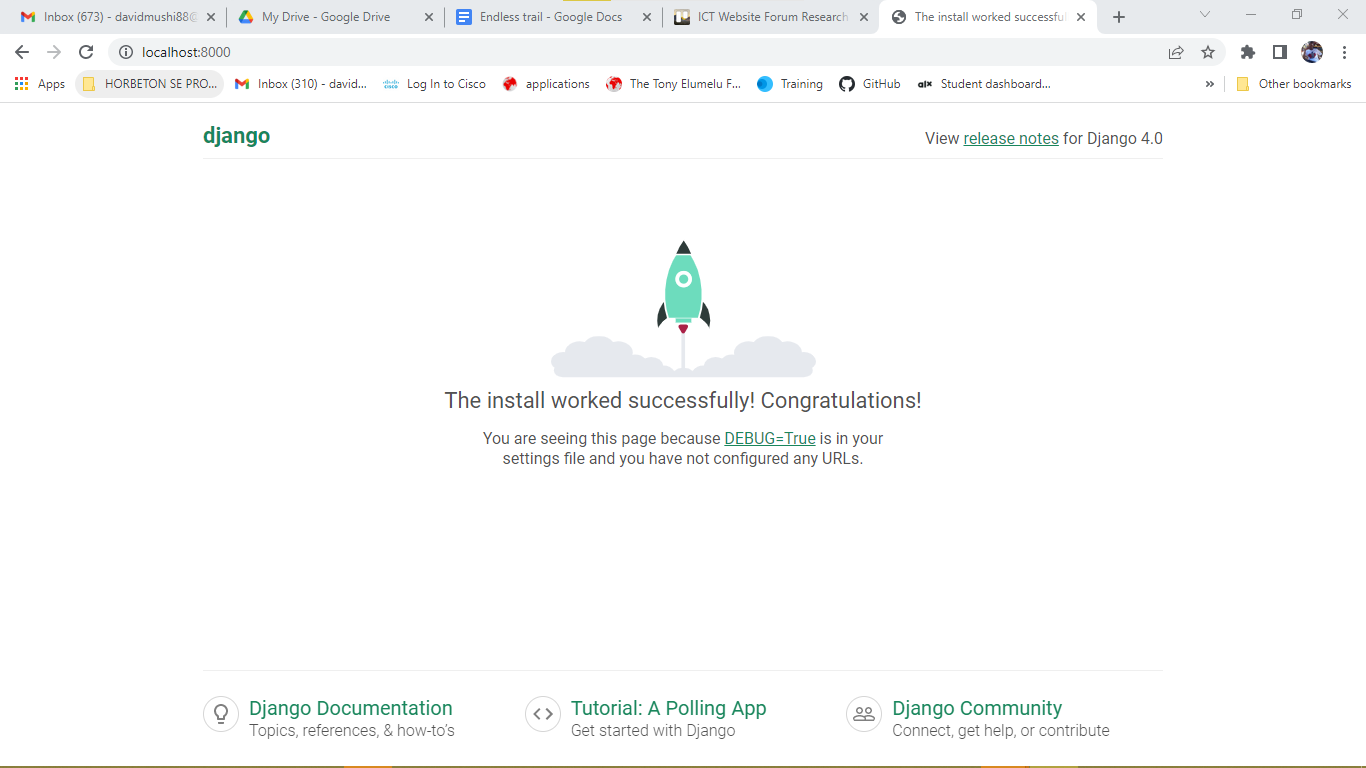 Inbox (673) - davidmushi88@
My Drive - Google Drive
Endless trail - Google Docs
ICT Website Forum Research
The install worked successful
localhost:8000
Apps
HORBETON SE PRO...
Inbox (310) - david...
cisco
Log In to Cisco
applications
The Tony Elumelu F...
Training
GitHub
alx
Student dashboard...
»
Other bookmarks
django
View release notes for Django 4.0
The install worked successfully! Congratulations!
You are seeing this page because DEBUG=True is in your
settings file and you have not configured any URLs.
Django Documentation
Topics, references, & how-to's
Tutorial: A Polling App
Get started with Django
Django Community
Connect, get help, or contribute